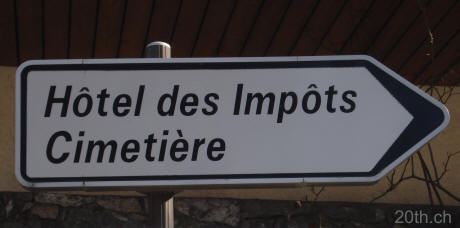 Hôtel des Impôts
Cimetière
20th.ch